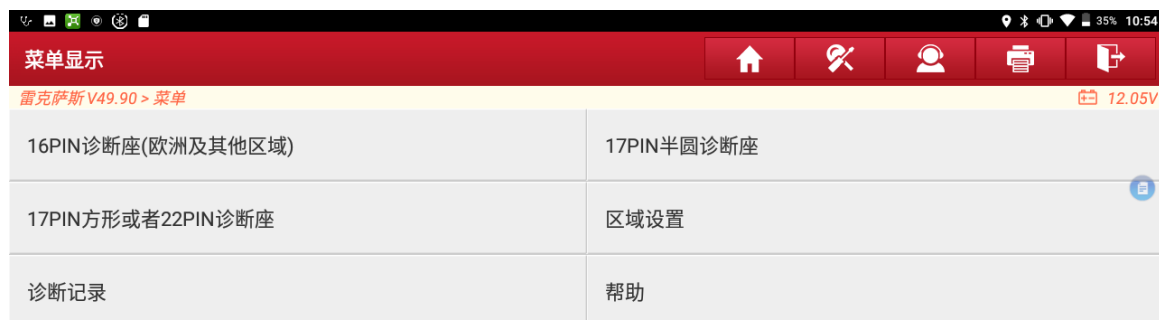 35% 10:54
菜单显示
雷克萨斯 V49.90 > 菜单 12.05V
16PIN诊断座(欧洲及其他区域) 17PIN半圆诊断座
17PIN方形或者22PIN诊断座 区域设置
诊断记录 帮助